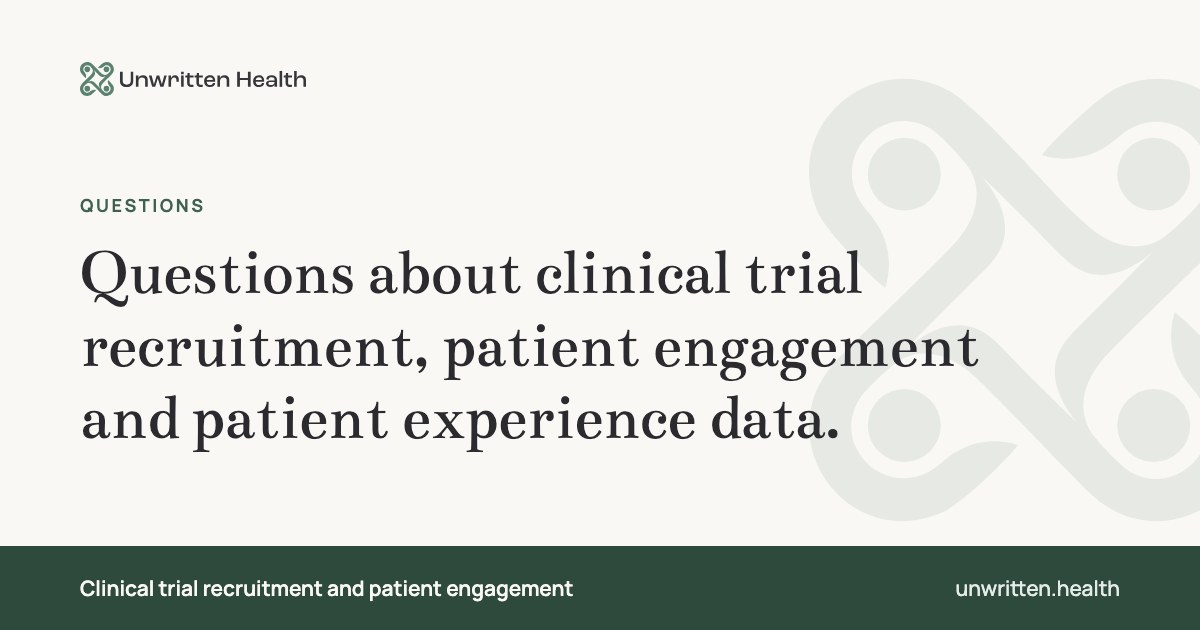 Unwritten Health
QUESTIONS
Questions about clinical trial
recruitment, patient engagement
and patient experience data.
Clinical trial recruitment and patient engagement
unwritten.health